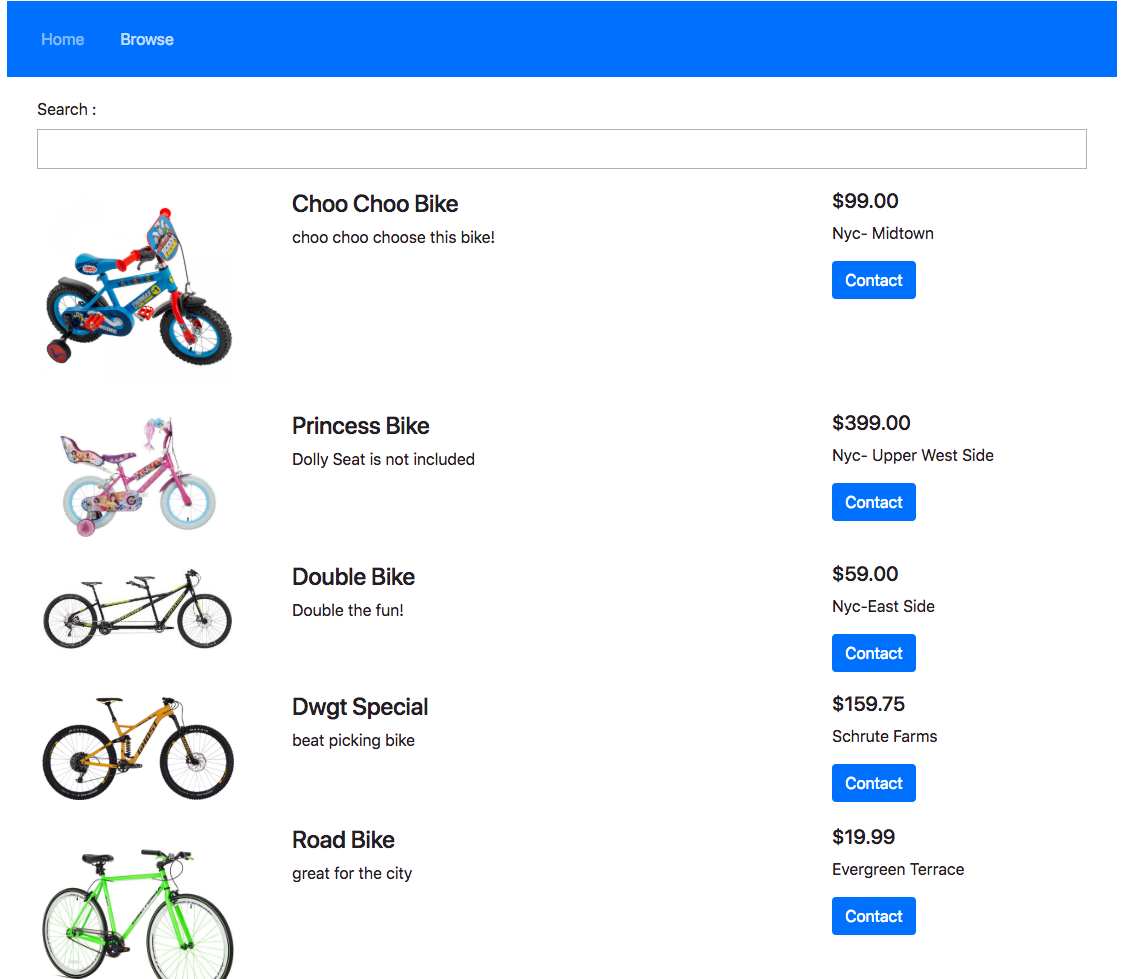 Home Browse
Search :
Choo Choo Bike
choo choo choose this bike!
$99.00
Nyc- Midtown
Contact
Princess Bike
Dolly Seat is not included
$399.00
Nyc- Upper West Side
Contact
Double Bike
Double the fun!
$59.00
Nyc-East Side
Contact
Dwgt Special
beat picking bike
$159.75
Schrute Farms
Contact
Road Bike
great for the city
$19.99
Evergreen Terrace
Contact